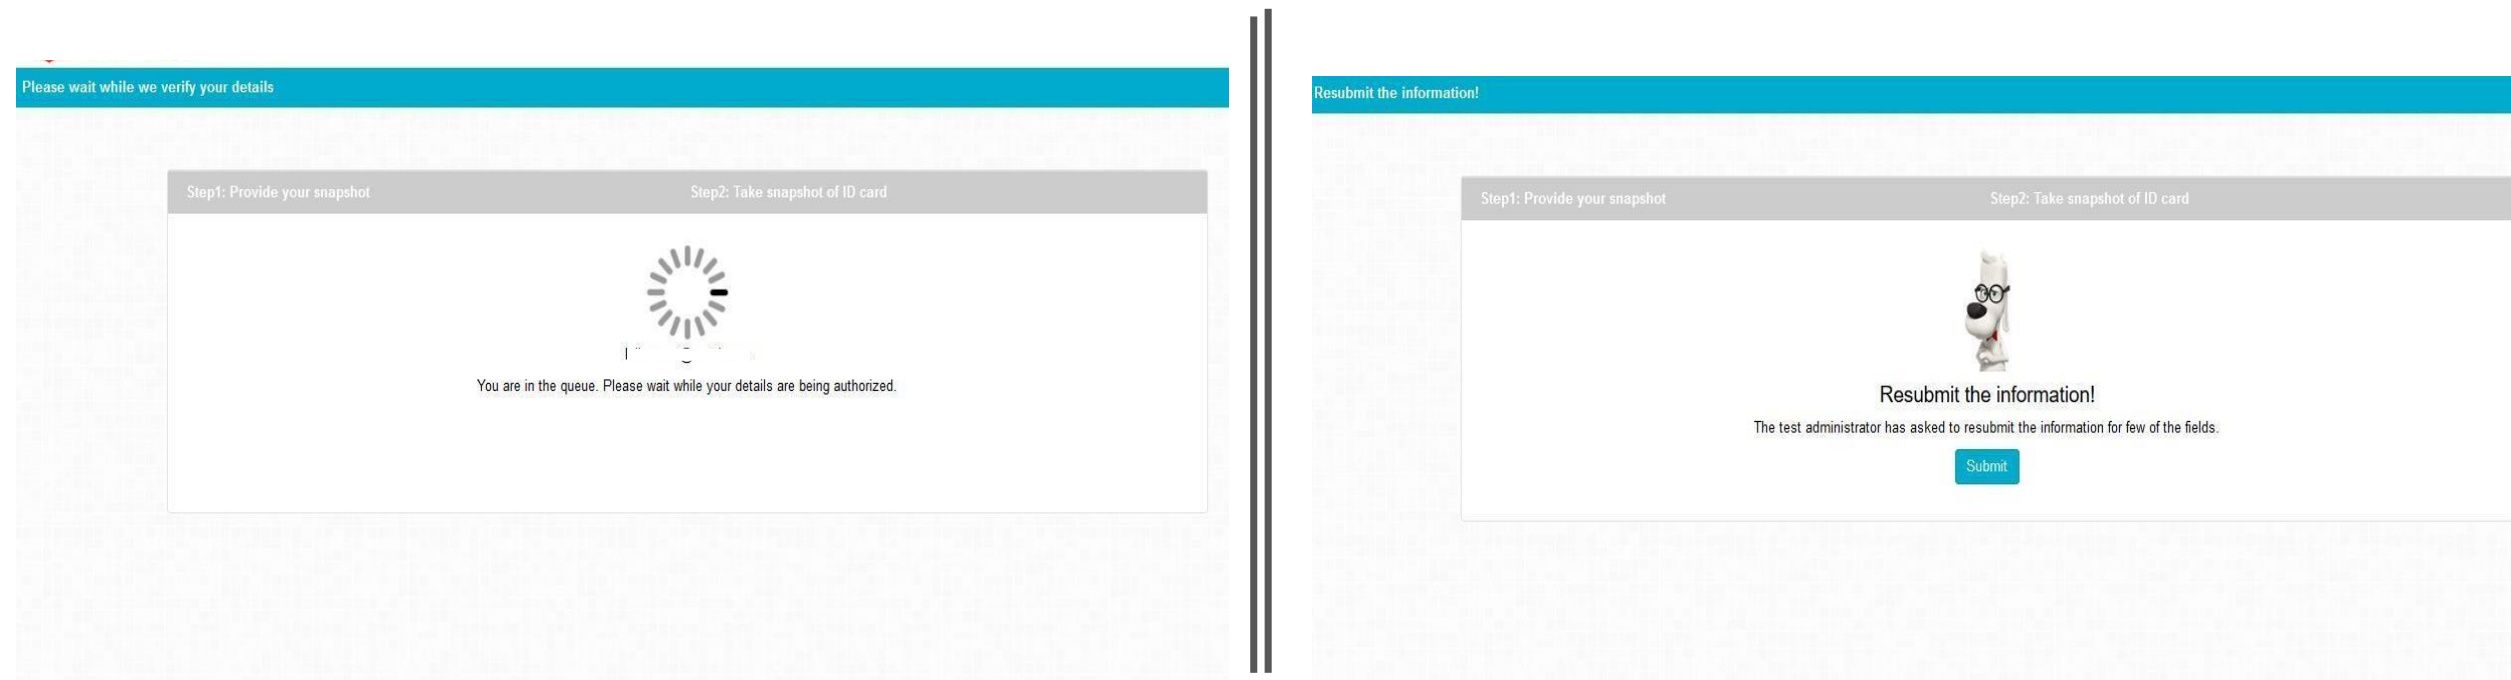 Please wait while we verify your details
Step1: Provide your snapshot
Step2: Take snapshot of ID card
You are in the queue. Please wait while your details are being authorized.
Resubmit the information!
Step1: Provide your snapshot
Step2: Take snapshot of ID card
Resubmit the information!
The test administrator has asked to resubmit the information for few of the fields.
Submit